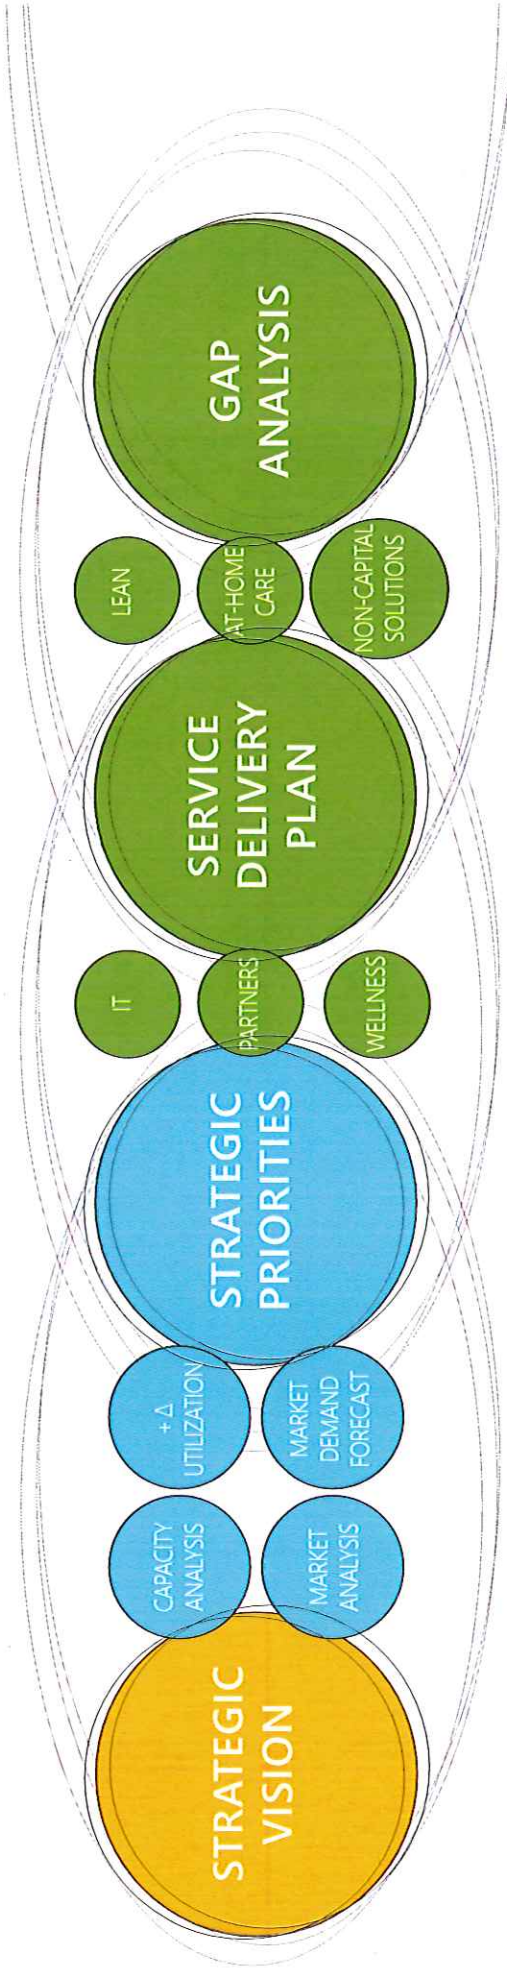 STRATEGIC
VISION
CAPACITY
ANALYSIS
MARKET
ANALYSIS
+ Δ
UTILIZATION
MARKET
DEMAND
FORECAST
STRATEGIC
PRIORITIES
IT
PARTNERS
WELLNESS
SERVICE
DELIVERY
PLAN
LEAN
AT-HOME
CARE
NON-CAPITAL
SOLUTIONS
GAP
ANALYSIS